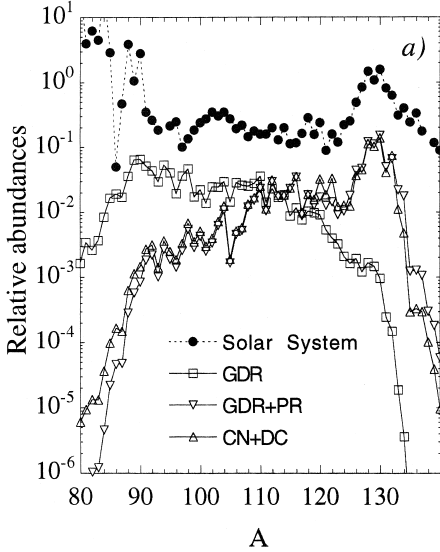 a)
10^1
10^0
10^-1
10^-2
10^-3
10^-4
10^-5
10^-6
Relative abundances
Solar System
GDR
GDR+PR
CN+DC
80 90 100 110 120 130
A